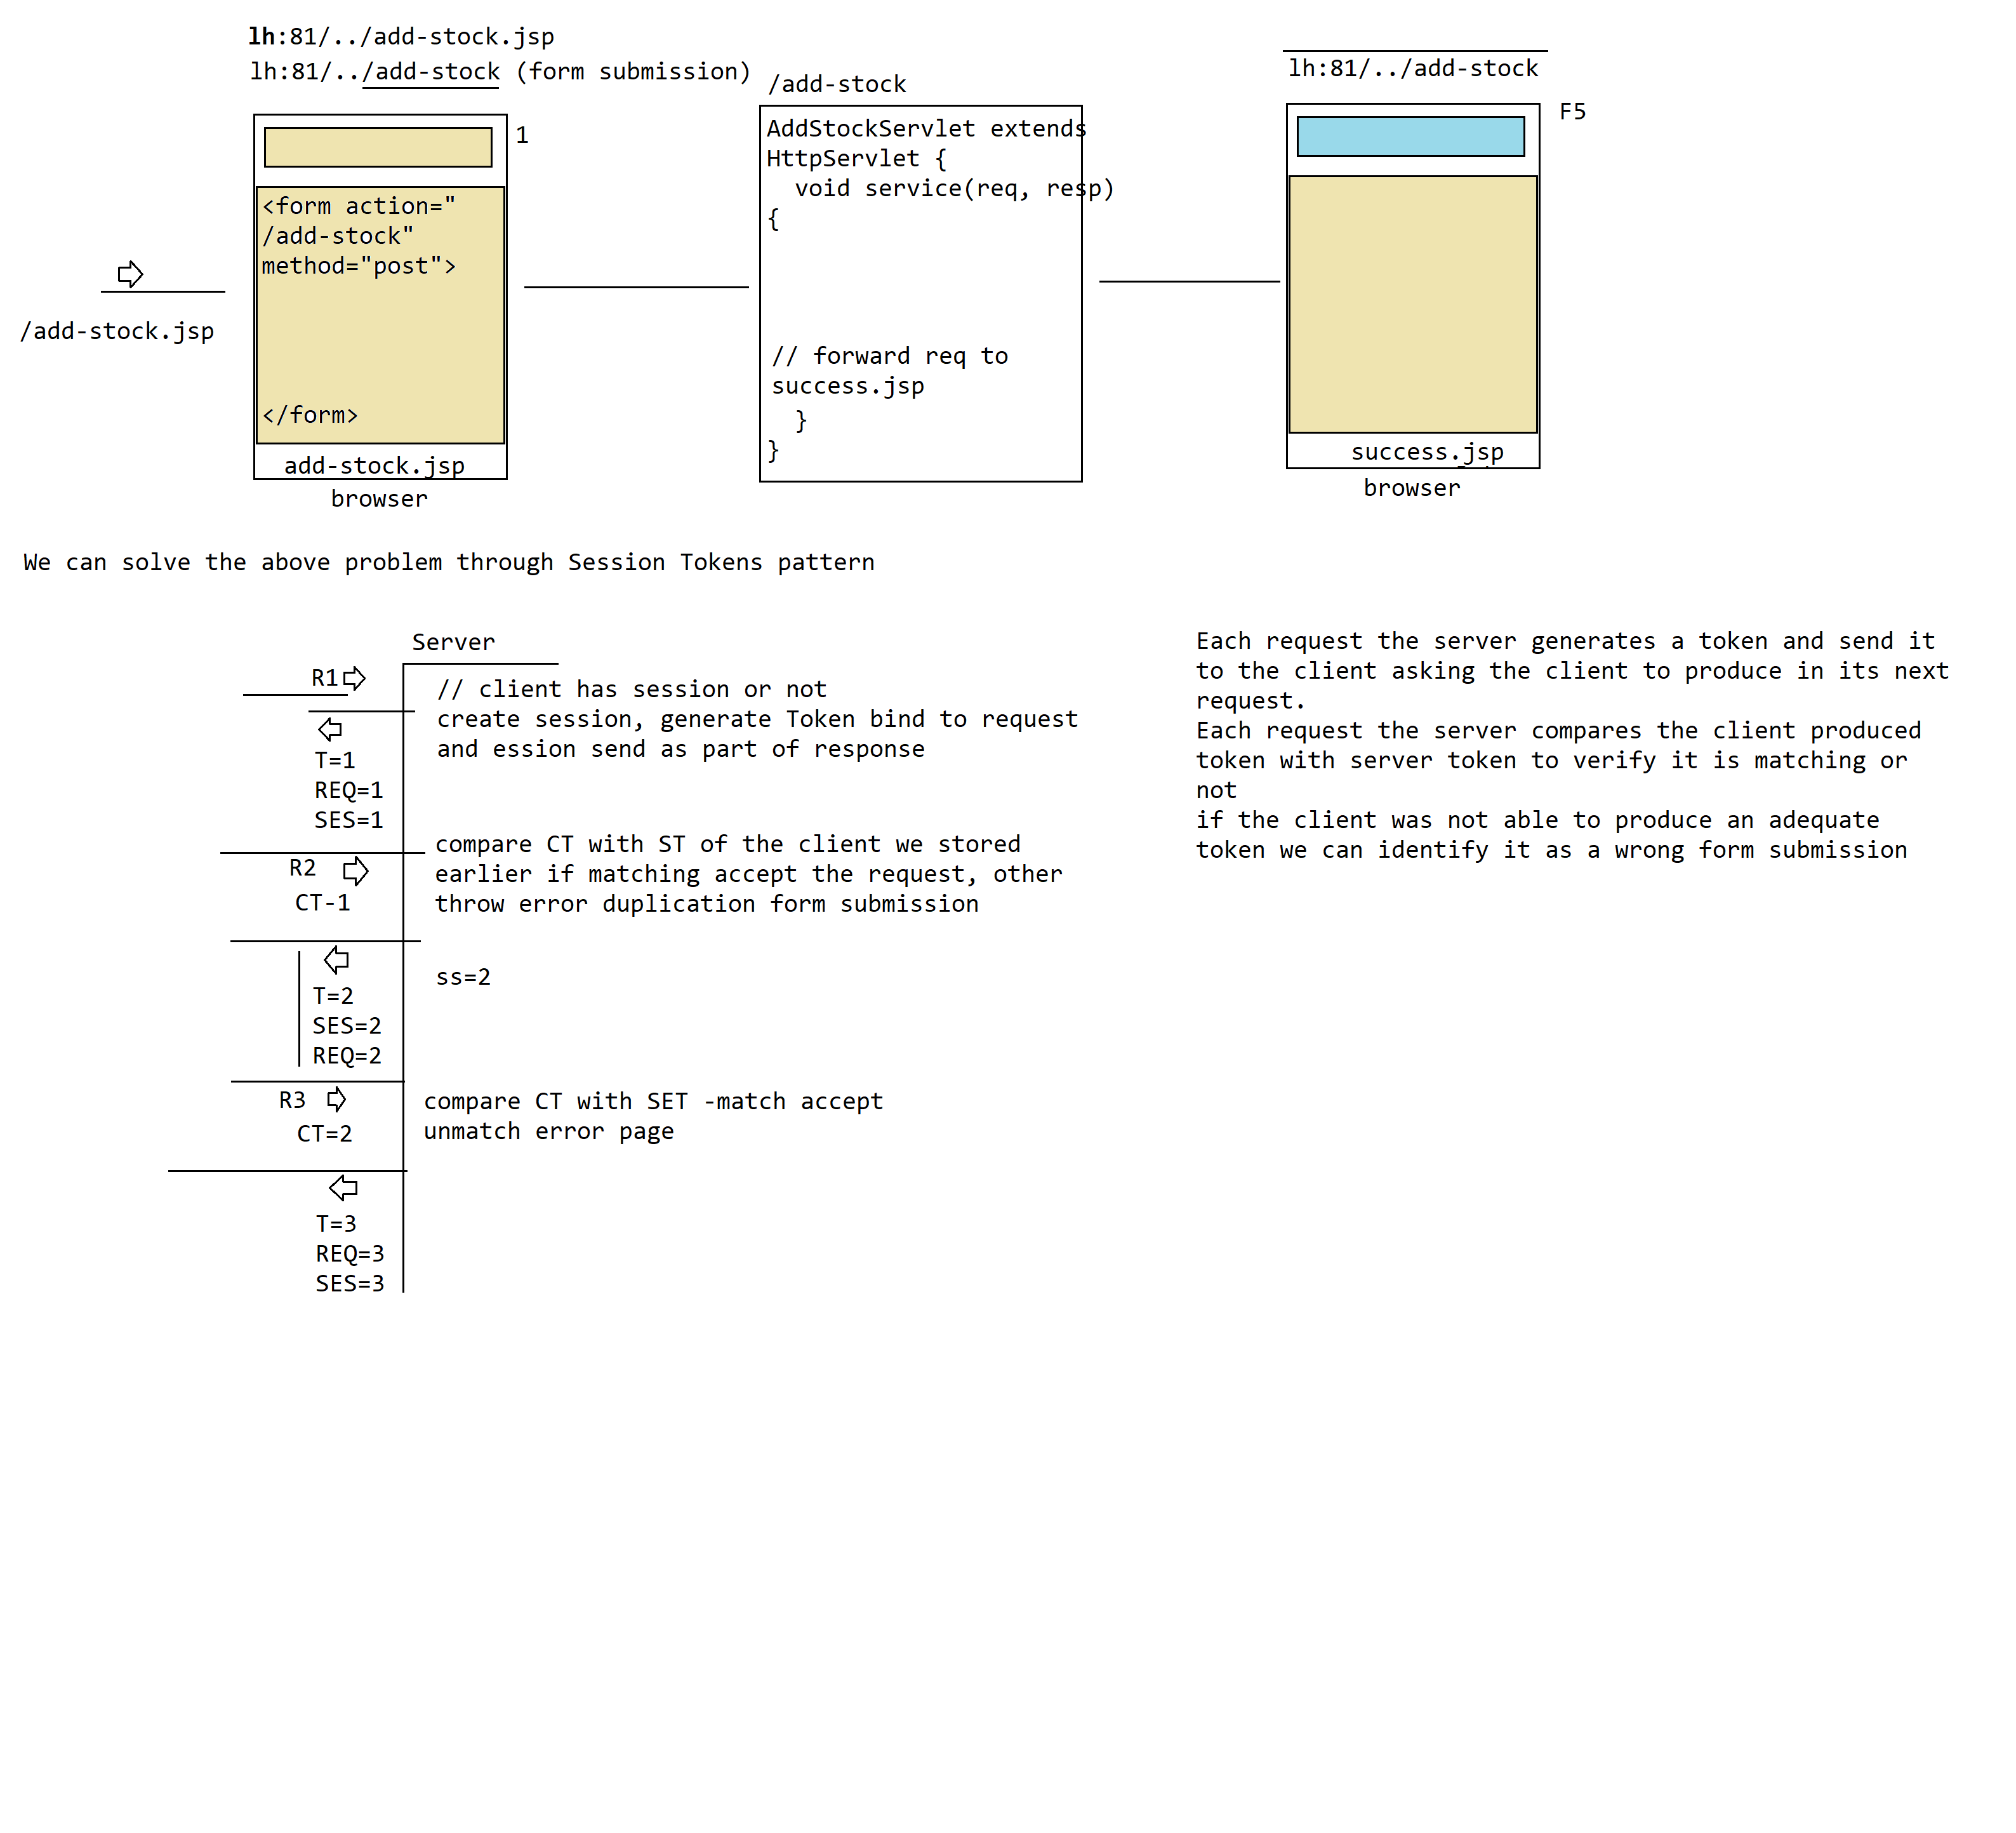 lh:81/../add-stock.jsp
lh:81/../add-stock (form submission)
/add-stock
lh:81/../add-stock
F5
1
/add-stock.jsp
<form action="
/add-stock"
method="post">
</form>
add-stock.jsp
browser
AddStockServlet extends
HttpServlet {
void service(req, resp)
{
// forward req to
success.jsp
}
}
success.jsp
browser
We can solve the above problem through Session Tokens pattern
Server
R1
// client has session or not
create session, generate Token bind to request
and ession send as part of response
T=1
REQ=1
SES=1
R2
CT-1
compare CT with ST of the client we stored
earlier if matching accept the request, other
throw error duplication form submission
T=2
SES=2
REQ=2
ss=2
R3
CT=2
compare CT with SET -match accept
unmatch error page
T=3
REQ=3
SES=3
Each request the server generates a token and send it
to the client asking the client to produce in its next
request.
Each request the server compares the client produced
token with server token to verify it is matching or
not
if the client was not able to produce an adequate
token we can identify it as a wrong form submission